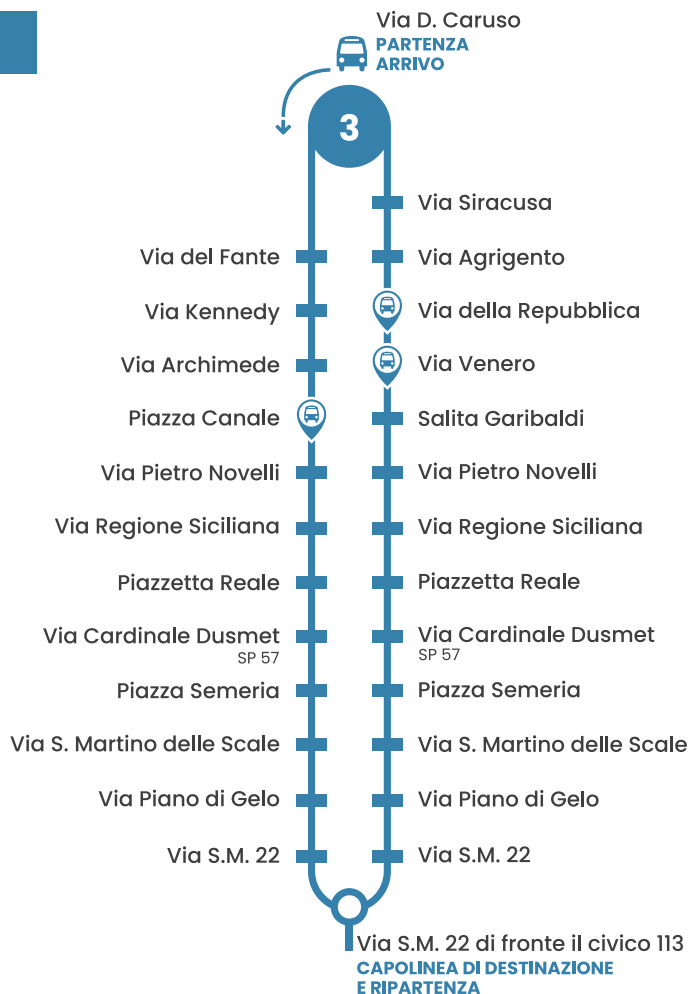 Via D. Caruso
PARTENZA
ARRIVO
3
Via Siracusa
Via del Fante
Via Agrigento
Via Kennedy
Via della Repubblica
Via Archimede
Via Venero
Piazza Canale
Salita Garibaldi
Via Pietro Novelli
Via Pietro Novelli
Via Regione Siciliana
Via Regione Siciliana
Piazzetta Reale
Piazzetta Reale
Via Cardinale Dusmet
SP 57
Via Cardinale Dusmet
SP 57
Piazza Semeria
Piazza Semeria
Via S. Martino delle Scale
Via S. Martino delle Scale
Via Piano di Gelo
Via Piano di Gelo
Via S.M. 22
Via S.M. 22
Via S.M. 22 di fronte il civico 113
CAPOLINEA DI DESTINAZIONE
E RIPARTENZA